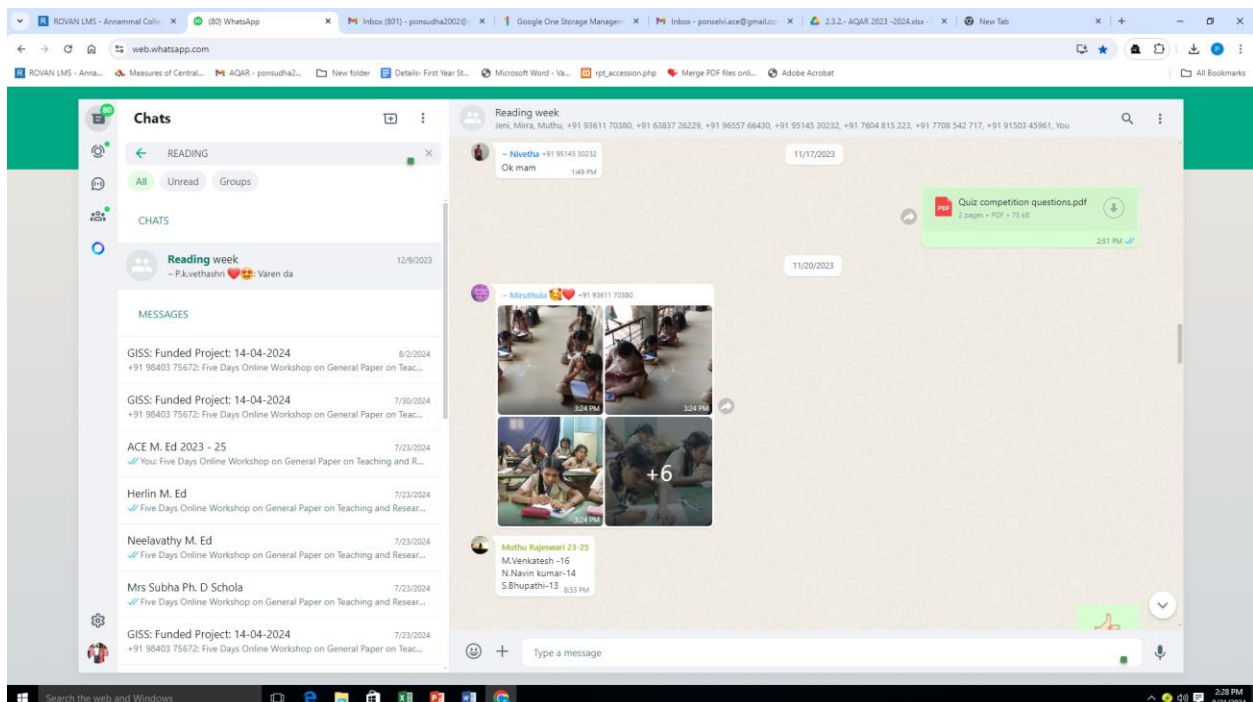 ROVAN LMS - Annammal Colle
(80) WhatsApp
Inbox (801) - ponsudha2002@
Google One Storage Managem
Inbox - ponselvi.ace@gmail.co
2.3.2.- AQAR 2023 -2024.xlsx -
New Tab
web.whatsapp.com
ROVAN LMS - Anna...
Measures of Central...
AQAR - ponsudha2...
New folder
Details- First Year St...
Microsoft Word - Va...
rpt_accession.php
Merge PDF files onli...
Adobe Acrobat
All Bookmarks
80
Chats
READING
All Unread Groups
CHATS
Reading week 12/9/2023
~ P.k.vethashri ❤️😍: Varen da
MESSAGES
GISS: Funded Project: 14-04-2024 8/2/2024
+91 98403 75672: Five Days Online Workshop on General Paper on Teac...
GISS: Funded Project: 14-04-2024 7/30/2024
+91 98403 75672: Five Days Online Workshop on General Paper on Teac...
ACE M. Ed 2023 - 25 7/23/2024
You: Five Days Online Workshop on General Paper on Teaching and R...
Herlin M. Ed 7/23/2024
Five Days Online Workshop on General Paper on Teaching and Resear...
Neelavathy M. Ed 7/23/2024
Five Days Online Workshop on General Paper on Teaching and Resear...
Mrs Subha Ph. D Schola 7/23/2024
Five Days Online Workshop on General Paper on Teaching and Resear...
GISS: Funded Project: 14-04-2024 7/23/2024
+91 98403 75672: Five Days Online Workshop on General Paper on Teac...
Reading week
Jeni, Mirra, Muthu, +91 93611 70380, +91 63837 26229, +91 96557 66430, +91 95145 30232, +91 7604 815 223, +91 7708 542 717, +91 91503 45961, You
~ Nivetha +91 95145 30232
Ok mam
1:49 PM
11/17/2023
PDF
Quiz competition questions.pdf
2 pages • PDF • 75 kB
2:51 PM
11/20/2023
~ Miruthula 🥰❤️ +91 93611 70380
3:24 PM
3:24 PM
3:24 PM
+6
Muthu Rajeswari 23-25
M.Venkatesh -16
N.Navin kumar-14
S.Bhupathi-13
8:33 PM
Type a message
Search the web and Windows
2:28 PM